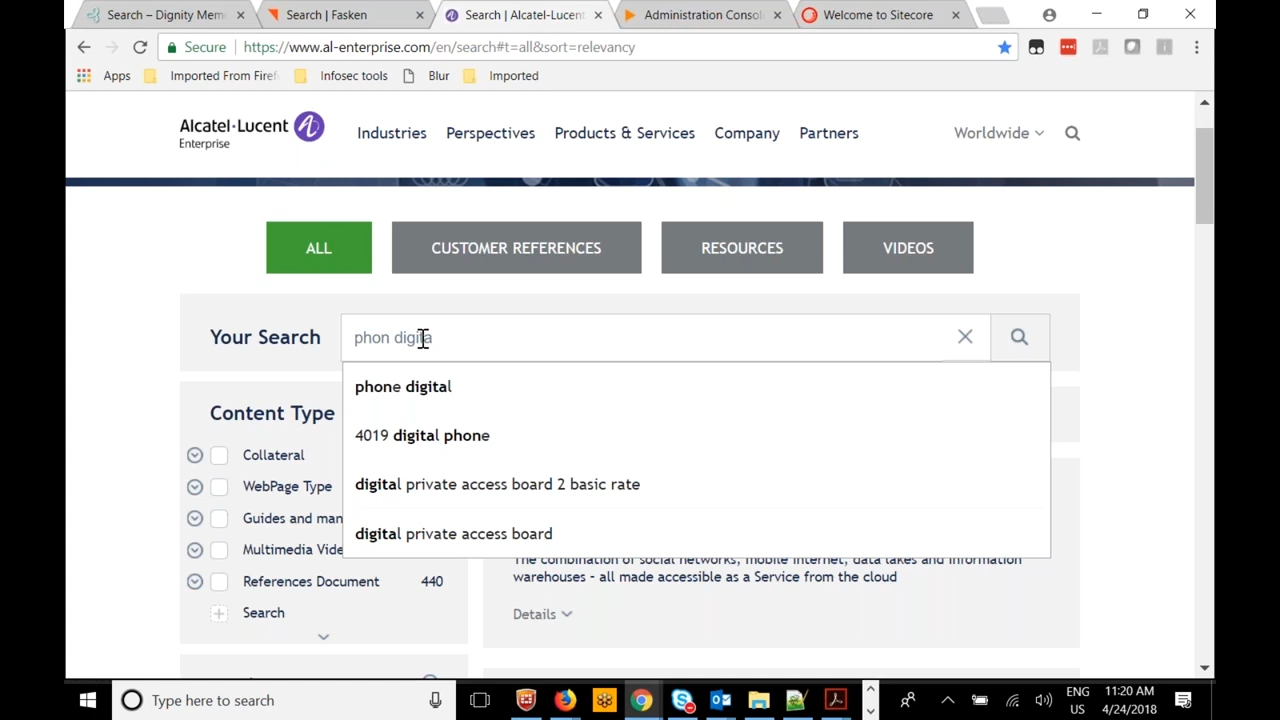 Search – Dignity Mem
Search | Fasken
Search | Alcatel-Lucent
Administration Consol
Welcome to Sitecore
Secure
https://www.al-enterprise.com/en/search#t=all&sort=relevancy
Apps
Imported From Firef
Infosec tools
Blur
Imported
Alcatel·Lucent
Enterprise
Industries
Perspectives
Products & Services
Company
Partners
Worldwide
ALL
CUSTOMER REFERENCES
RESOURCES
VIDEOS
Your Search
phon digita
phone digital
4019 digital phone
digital private access board 2 basic rate
digital private access board
Content Type
Collateral
WebPage Type
Guides and man
Multimedia Vide
References Document 440
Search
The combination of social networks, mobile internet, data lakes and information
warehouses - all made accessible as a Service from the cloud
Details
Type here to search
ENG
US
11:20 AM
4/24/2018